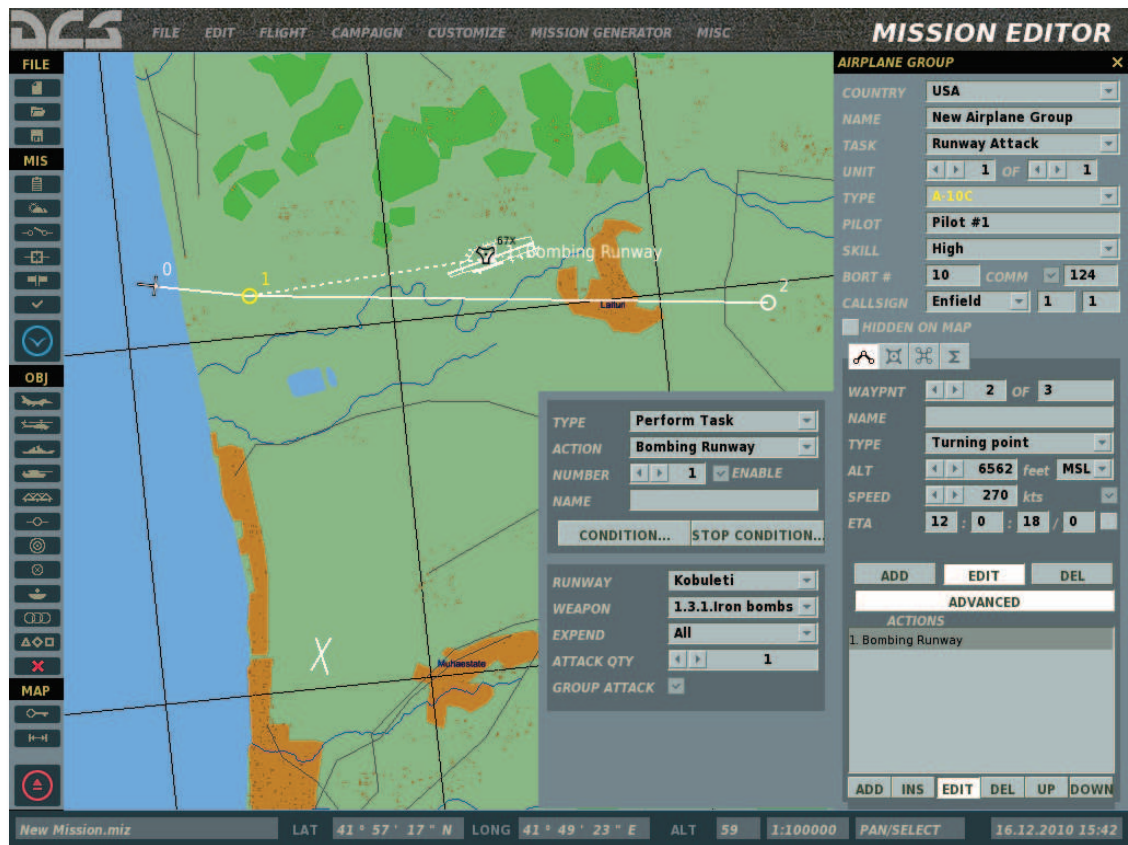 DCS FILE EDIT FLIGHT CAMPAIGN CUSTOMIZE MISSION GENERATOR MISC MISSION EDITOR
FILE
MIS
OBJ
MAP
0
1
67X
1. Bombing Runway
2
Laituri
Muhaestate
X
TYPE Perform Task
ACTION Bombing Runway
NUMBER 1 ENABLE
NAME
CONDITION... STOP CONDITION...
RUNWAY Kobuleti
WEAPON 1.3.1.Iron bombs
EXPEND All
ATTACK QTY 1
GROUP ATTACK
AIRPLANE GROUP X
COUNTRY USA
NAME New Airplane Group
TASK Runway Attack
UNIT 1 OF 1
TYPE A-10C
PILOT Pilot #1
SKILL High
BORT # 10 COMM 124
CALLSIGN Enfield 1 1
HIDDEN ON MAP
Σ
WAYPNT 2 OF 3
NAME
TYPE Turning point
ALT 6562 feet MSL
SPEED 270 kts
ETA 12 : 0 : 18 / 0
ADD EDIT DEL
ADVANCED
ACTIONS
1. Bombing Runway
ADD INS EDIT DEL UP DOWN
New Mission.miz LAT 41 ° 57 ' 17 " N LONG 41 ° 49 ' 23 " E ALT 59 1:100000 PAN/SELECT 16.12.2010 15:42